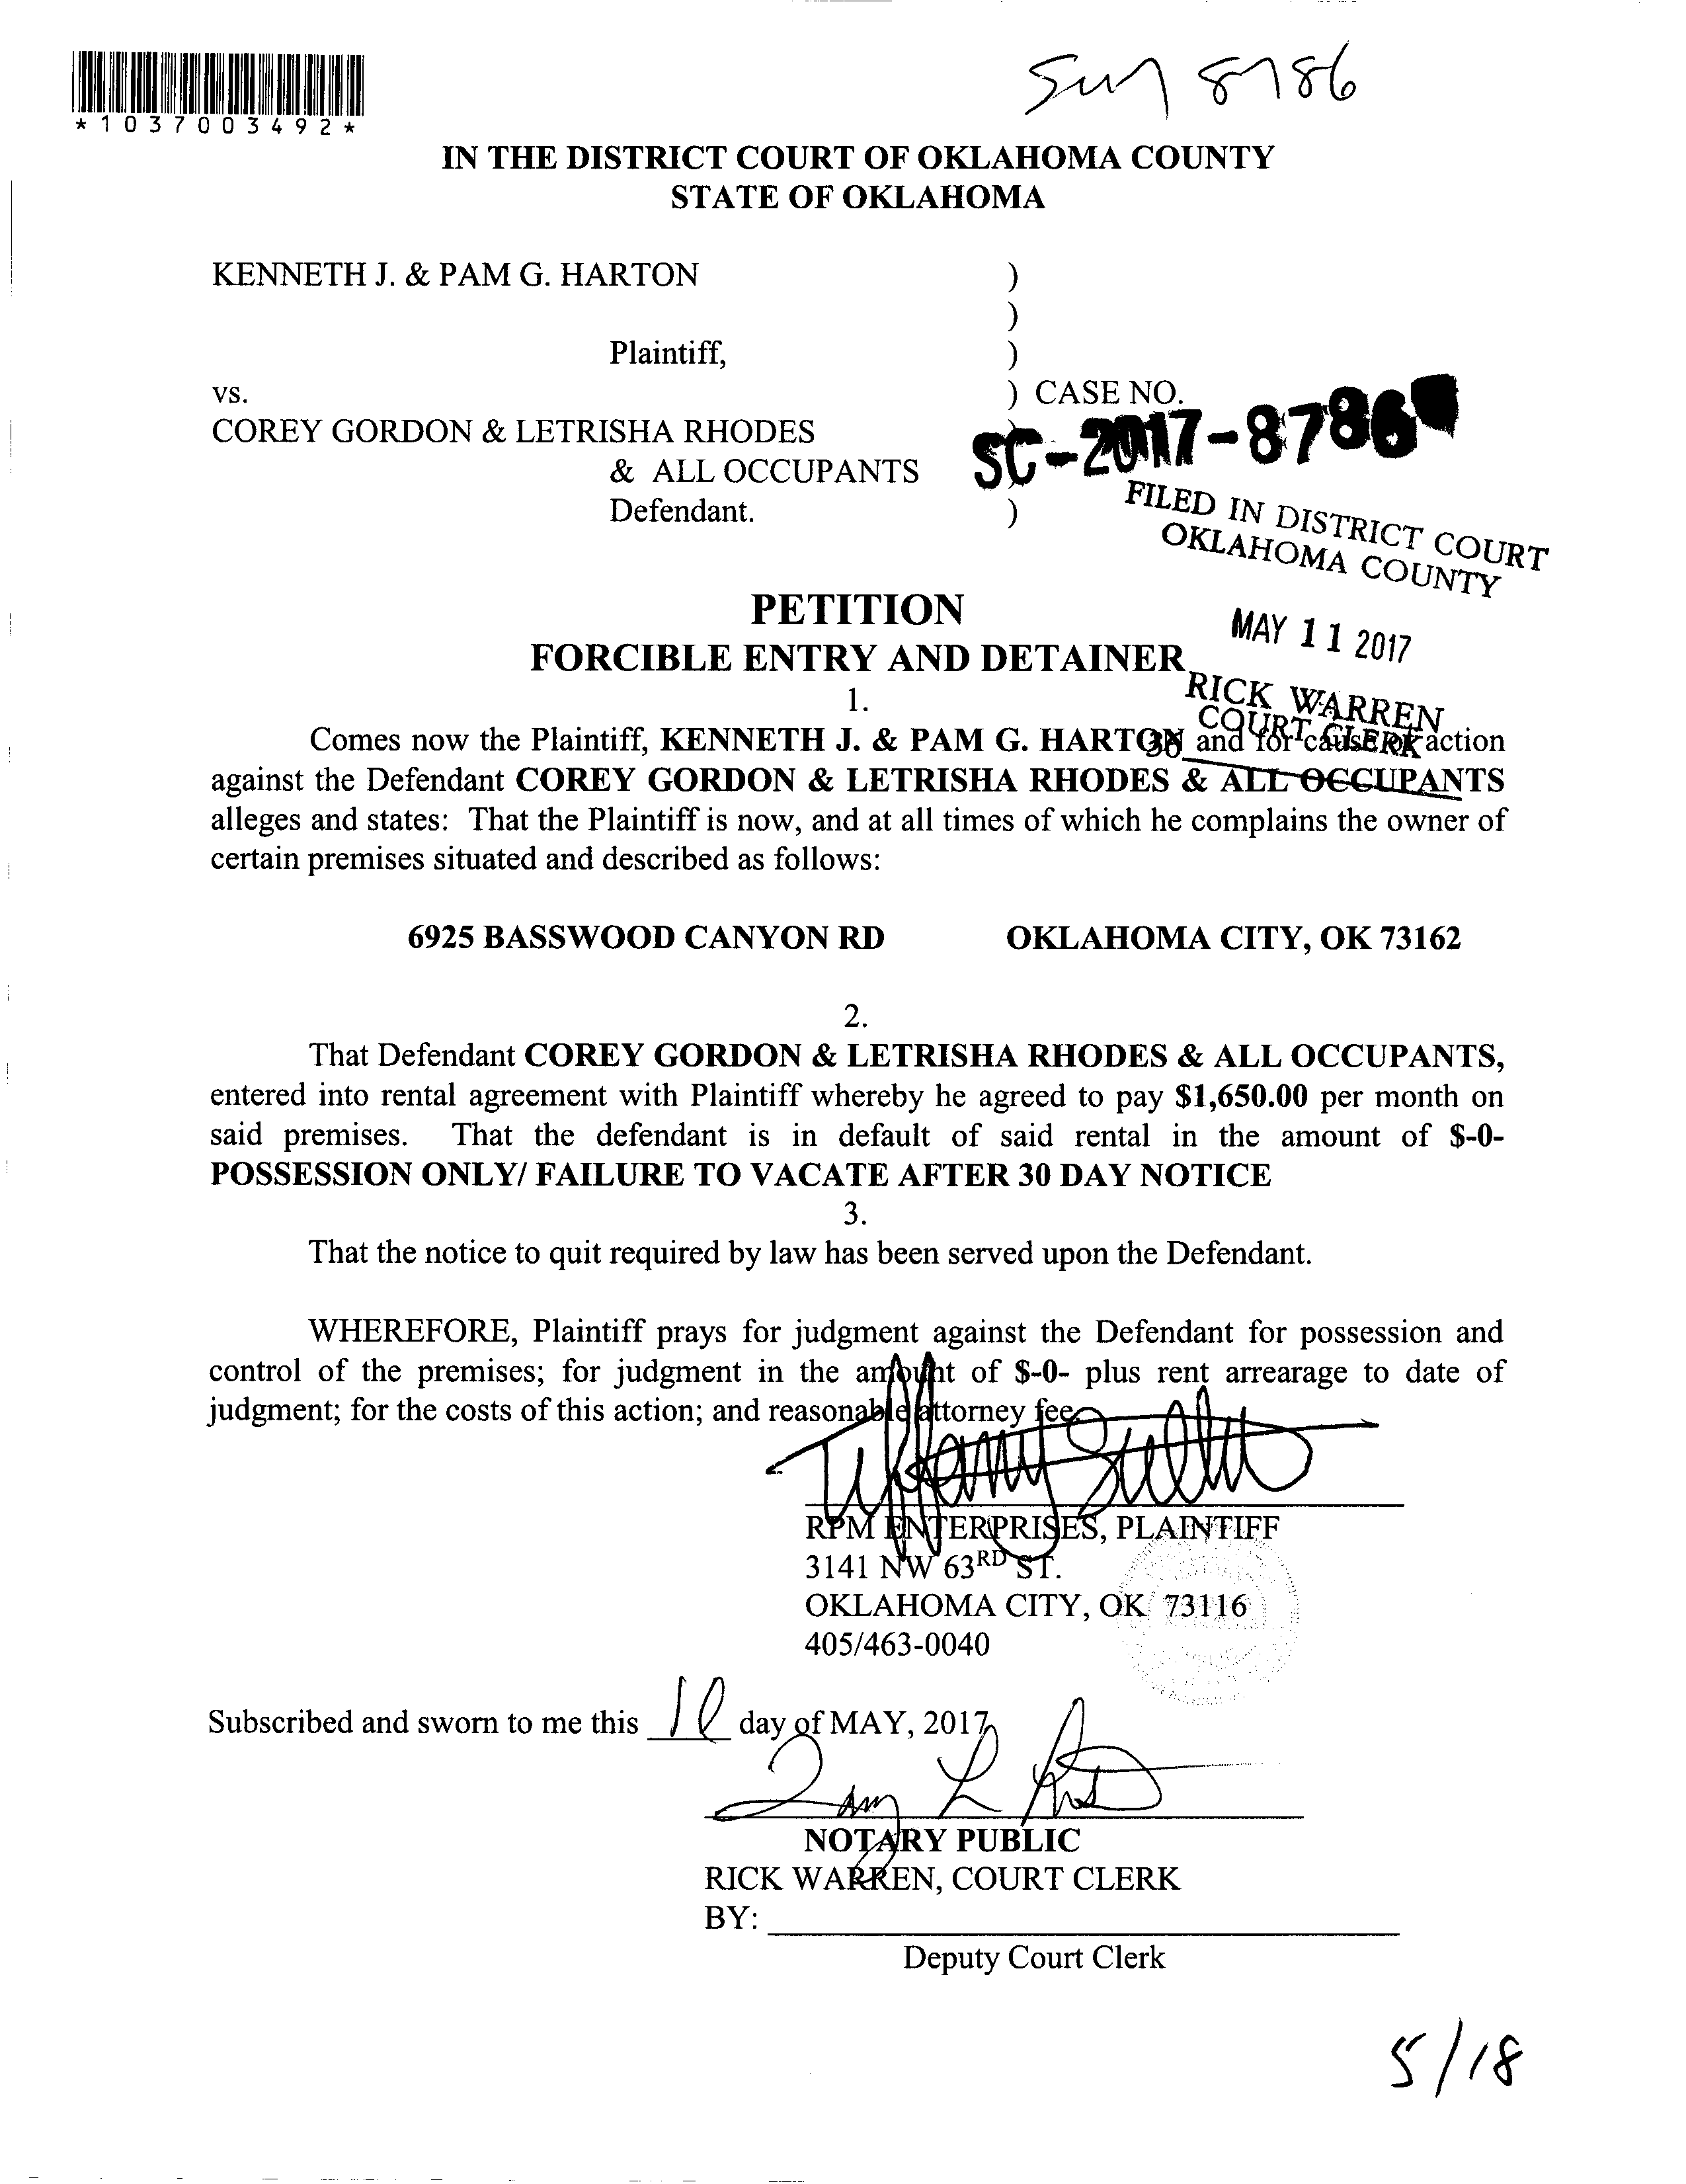 *1037003492*
8786
IN THE DISTRICT COURT OF OKLAHOMA COUNTY
STATE OF OKLAHOMA
KENNETH J. & PAM G. HARTON )
)
Plaintiff, )
vs. ) CASE NO.
COREY GORDON & LETRISHA RHODES
SC-2017-8786
& ALL OCCUPANTS
Defendant. )
FILED IN DISTRICT COURT
OKLAHOMA COUNTY
MAY 11 2017
RICK WARREN
COURT CLERK
PETITION
FORCIBLE ENTRY AND DETAINER
1.
Comes now the Plaintiff, KENNETH J. & PAM G. HARTON and for cause of action
against the Defendant COREY GORDON & LETRISHA RHODES & ALL OCCUPANTS
alleges and states: That the Plaintiff is now, and at all times of which he complains the owner of
certain premises situated and described as follows:
6925 BASSWOOD CANYON RD OKLAHOMA CITY, OK 73162
2.
That Defendant COREY GORDON & LETRISHA RHODES & ALL OCCUPANTS,
entered into rental agreement with Plaintiff whereby he agreed to pay $1,650.00 per month on
said premises. That the defendant is in default of said rental in the amount of $-0-
POSSESSION ONLY/ FAILURE TO VACATE AFTER 30 DAY NOTICE
3.
That the notice to quit required by law has been served upon the Defendant.
WHEREFORE, Plaintiff prays for judgment against the Defendant for possession and
control of the premises; for judgment in the amount of $-0- plus rent arrearage to date of
judgment; for the costs of this action; and reasonable attorney fee.
Tiffany
RPM ENTERPRISES, PLAINTIFF
3141 NW 63RD ST.
OKLAHOMA CITY, OK 73116
405/463-0040
Subscribed and sworn to me this day of MAY, 2017
NOTARY PUBLIC
RICK WARREN, COURT CLERK
BY:
Deputy Court Clerk
5/18